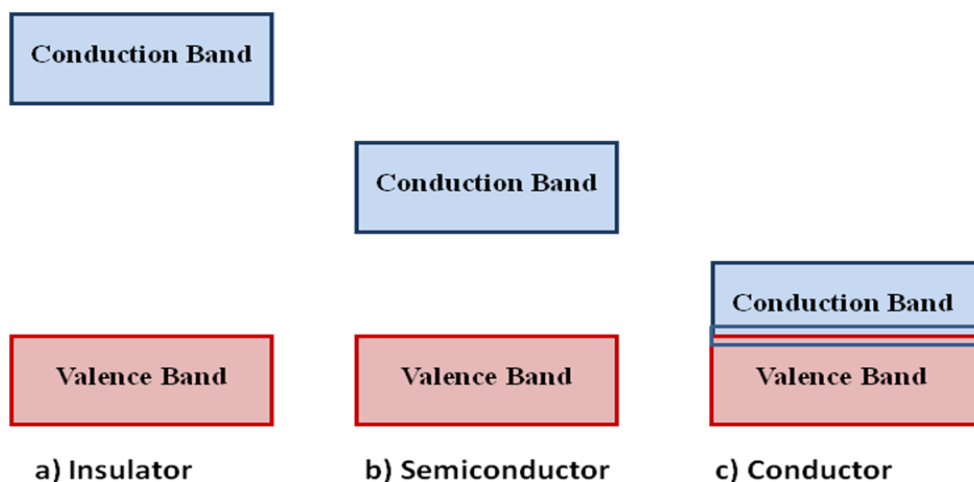 Conduction Band
Conduction Band
Conduction Band
Valence Band
Valence Band
Valence Band
a) Insulator
b) Semiconductor
c) Conductor